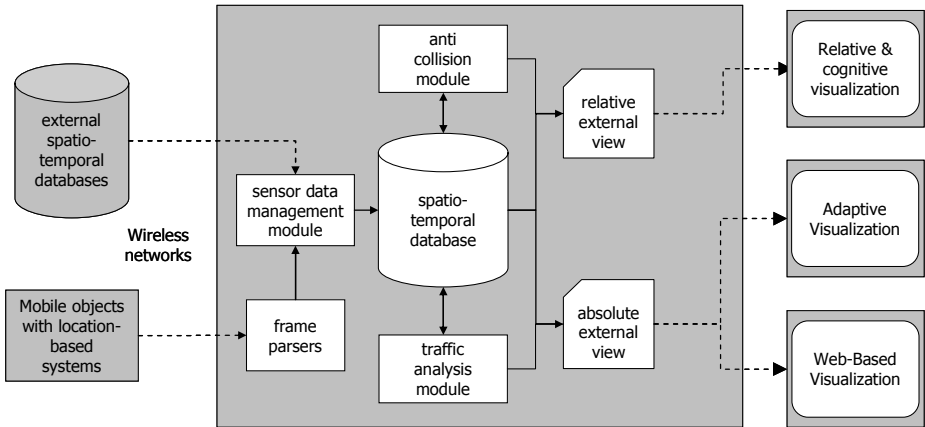 external
spatio-
temporal
databases
Wireless
networks
Mobile objects
with location-
based
systems
anti
collision
module
sensor data
management
module
spatio-
temporal
database
frame
parsers
traffic
analysis
module
relative
external
view
absolute
external
view
Relative &
cognitive
visualization
Adaptive
Visualization
Web-Based
Visualization